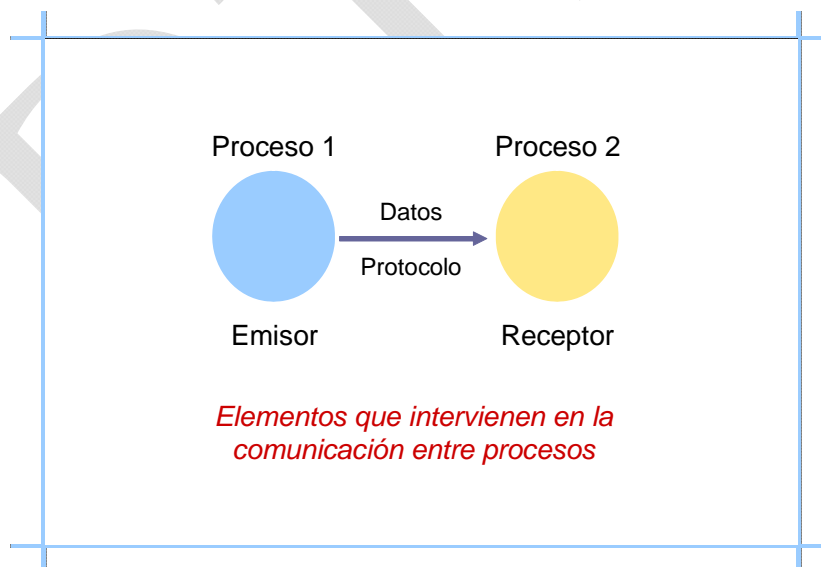 Proceso 1
Proceso 2
Datos
Protocolo
Emisor
Receptor
Elementos que intervienen en la
comunicación entre procesos